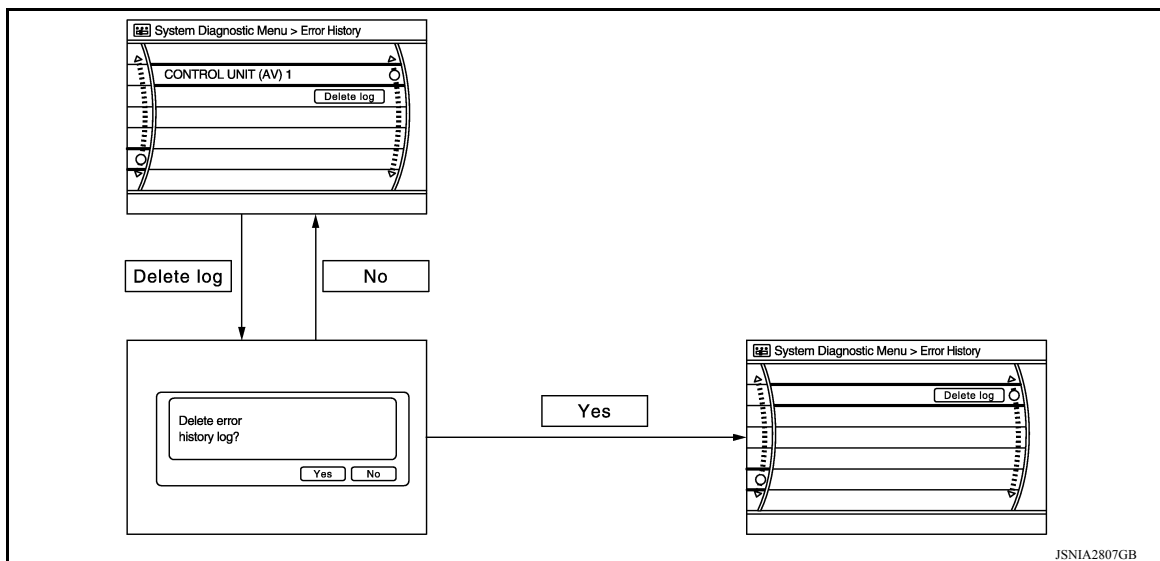 System Diagnostic Menu > Error History
CONTROL UNIT (AV) 1
Delete log
Delete log
No
Delete error
history log?
Yes
No
Yes
System Diagnostic Menu > Error History
Delete log
JSNIA2807GB